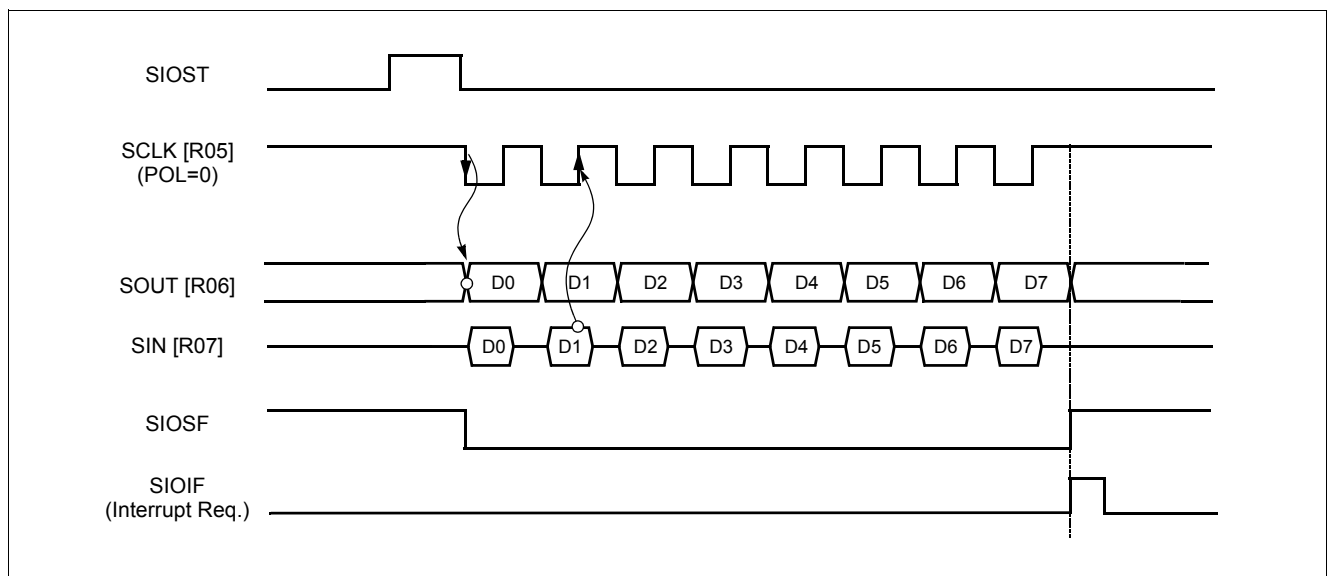 SIOST
SCLK [R05]
(POL=0)
SOUT [R06]
D0 D1 D2 D3 D4 D5 D6 D7
SIN [R07]
D0 D1 D2 D3 D4 D5 D6 D7
SIOSF
SIOIF
(Interrupt Req.)